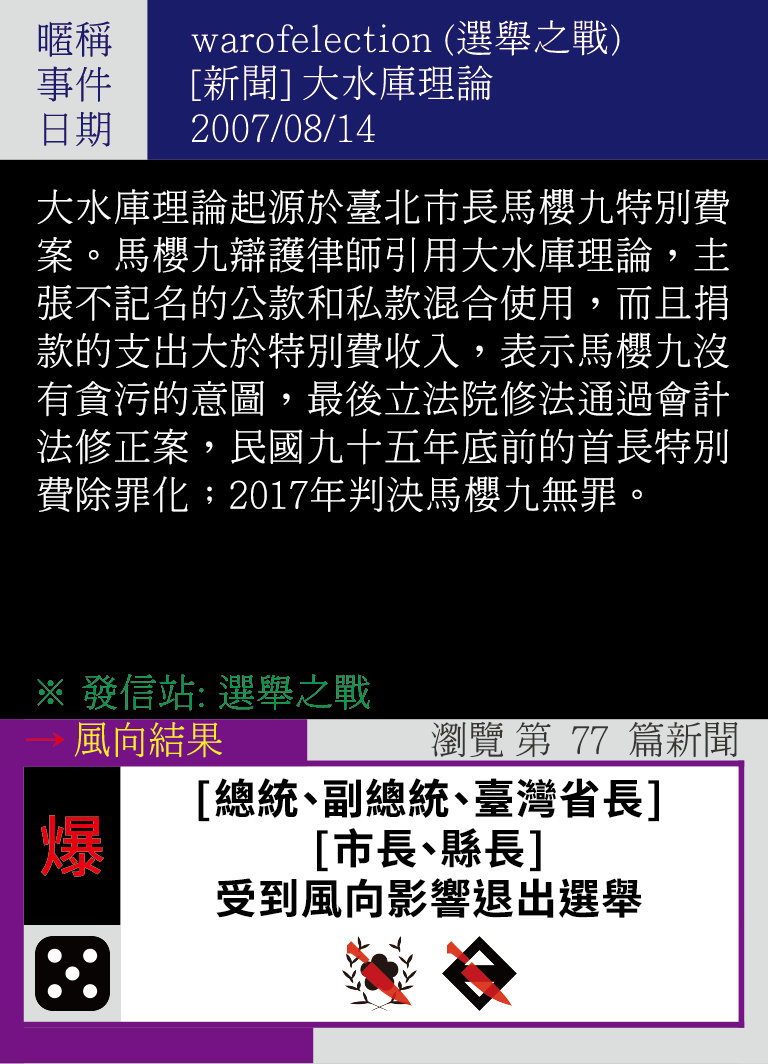 暱稱 warofelection (選舉之戰)
事件 [新聞] 大水庫理論
日期 2007/08/14
大水庫理論起源於臺北市長馬櫻九特別費
案。馬櫻九辯護律師引用大水庫理論，主
張不記名的公款和私款混合使用，而且捐
款的支出大於特別費收入，表示馬櫻九沒
有貪污的意圖，最後立法院修法通過會計
法修正案，民國九十五年底前的首長特別
費除罪化；2017年判決馬櫻九無罪。
※ 發信站: 選舉之戰
→ 風向結果 瀏覽 第 77 篇新聞
爆
[總統、副總統、臺灣省長]
[市長、縣長]
受到風向影響退出選舉